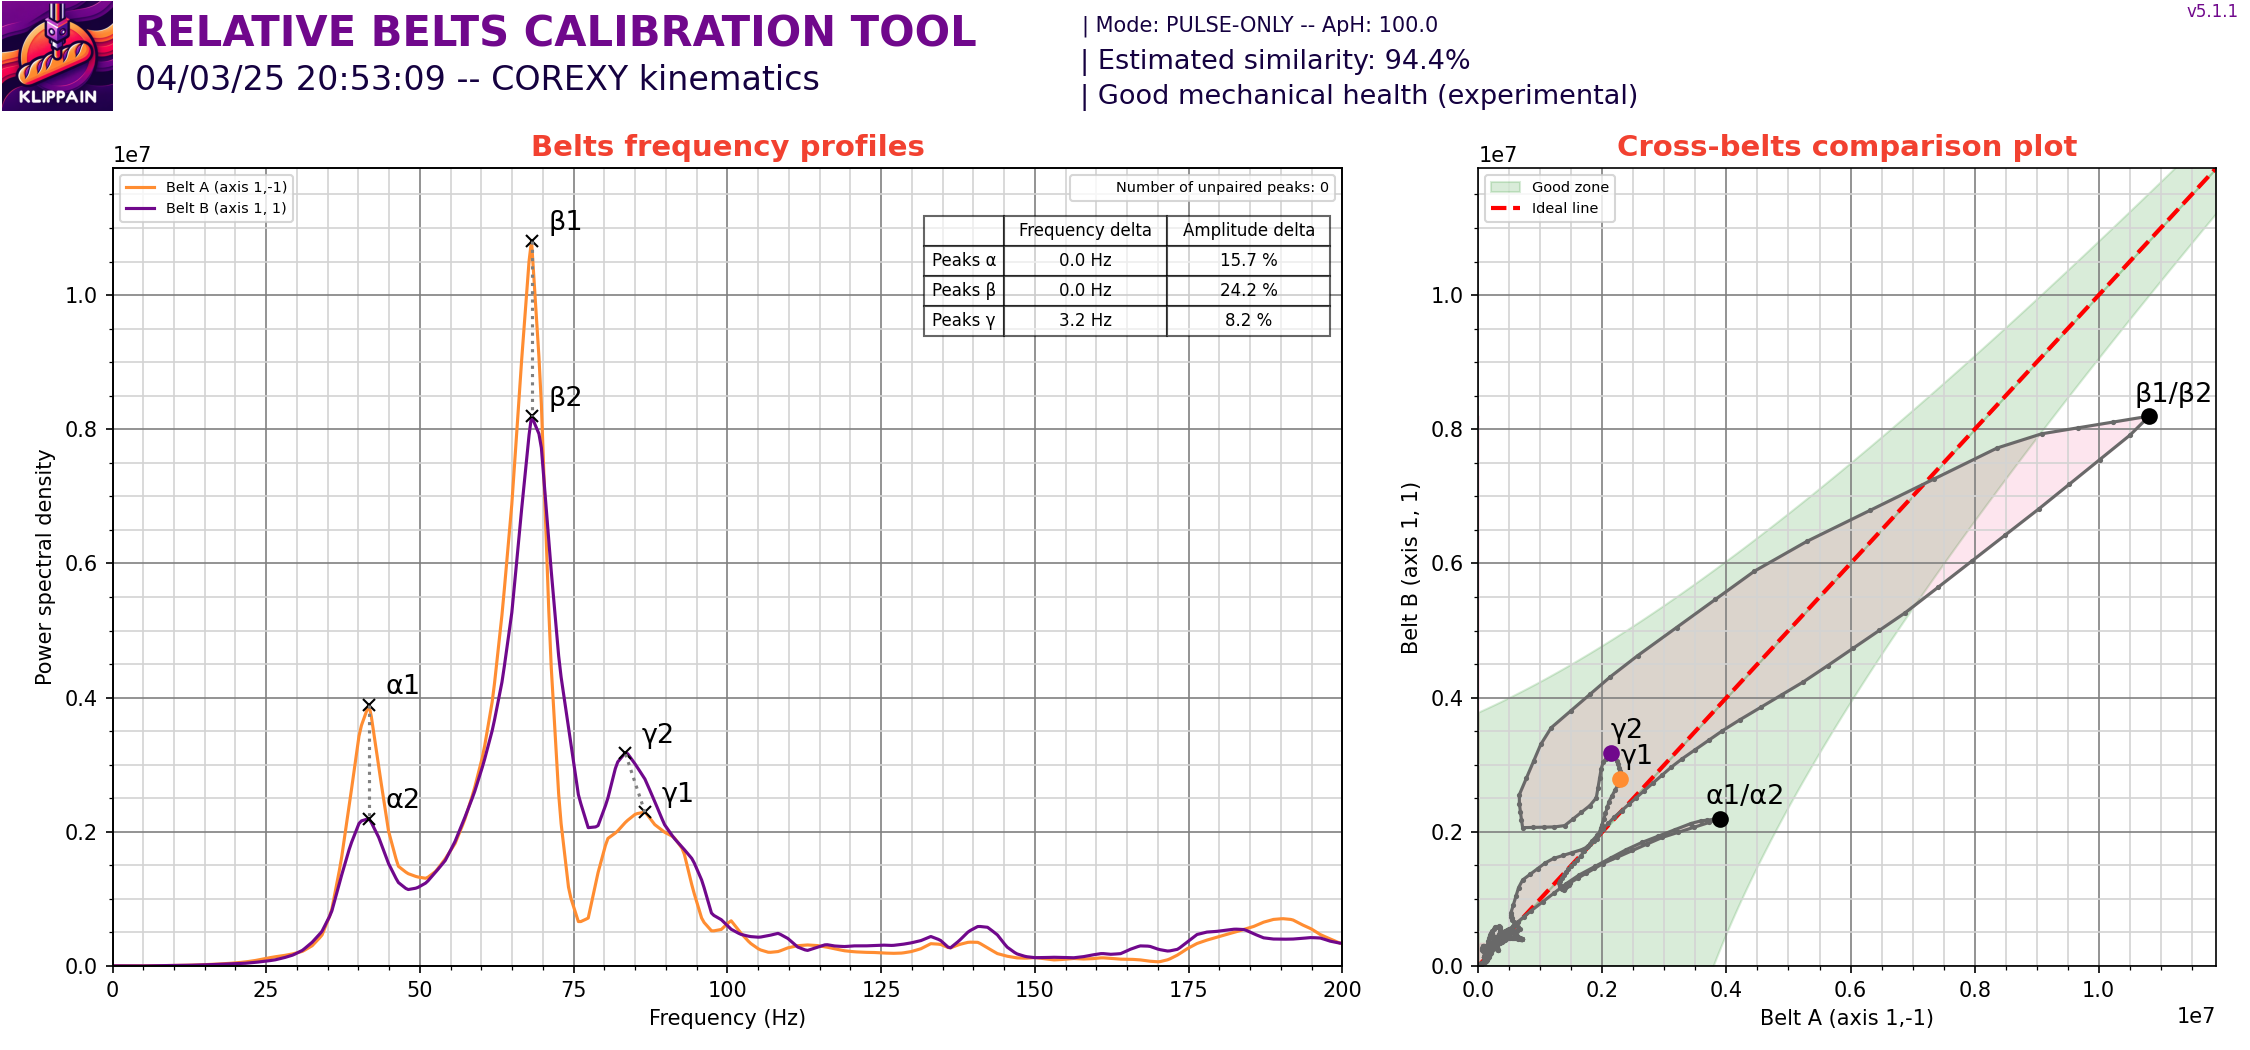 KLIPPAIN
RELATIVE BELTS CALIBRATION TOOL
04/03/25 20:53:09 -- COREXY kinematics
| Mode: PULSE-ONLY -- ApH: 100.0
| Estimated similarity: 94.4%
| Good mechanical health (experimental)
v5.1.1
Belts frequency profiles
1e7
Belt A (axis 1,-1)
Belt B (axis 1, 1)
Number of unpaired peaks: 0
Frequency delta Amplitude delta
Peaks α 0.0 Hz 15.7 %
Peaks β 0.0 Hz 24.2 %
Peaks γ 3.2 Hz 8.2 %
β1
β2
α1
α2
γ2
γ1
Power spectral density
1.0
0.8
0.6
0.4
0.2
0.0
0 25 50 75 100 125 150 175 200
Frequency (Hz)
Cross-belts comparison plot
1e7
Good zone
Ideal line
β1/β2
γ2
γ1
α1/α2
Belt B (axis 1, 1)
1.0
0.8
0.6
0.4
0.2
0.0
0.0 0.2 0.4 0.6 0.8 1.0
1e7
Belt A (axis 1,-1)